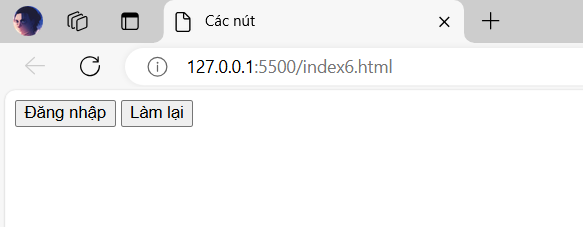 Các nút
127.0.0.1:5500/index6.html
Đăng nhập Làm lại